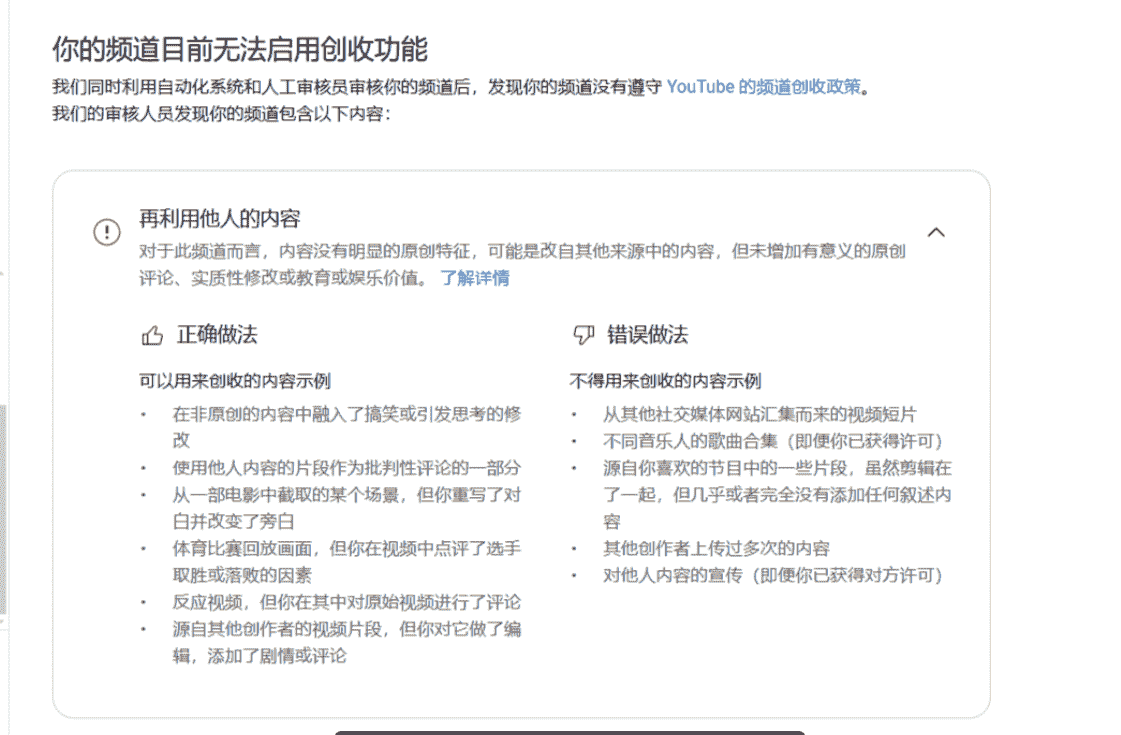 你的频道目前无法启用创收功能
我们同时利用自动化系统和人工审核员审核你的频道后，发现你的频道没有遵守 YouTube 的频道创收政策。
我们的审核人员发现你的频道包含以下内容：
再利用他人的内容
对于此频道而言，内容没有明显的原创特征，可能是改自其他来源中的内容，但未增加有意义的原创
评论、实质性修改或教育或娱乐价值。 了解详情
正确做法
可以用来创收的内容示例
· 在非原创的内容中融入了搞笑或引发思考的修
改
· 使用他人内容的片段作为批判性评论的一部分
· 从一部电影中截取的某个场景，但你重写了对
白并改变了旁白
· 体育比赛回放画面，但你在视频中点评了选手
取胜或落败的因素
· 反应视频，但你在其中对原始视频进行了评论
· 源自其他创作者的视频片段，但你对它做了编
辑，添加了剧情或评论
错误做法
不得用来创收的内容示例
· 从其他社交媒体网站汇集而来的视频短片
· 不同音乐人的歌曲合集（即便你已获得许可）
· 源自你喜欢的节目中的一些片段，虽然剪辑在
了一起，但几乎或者完全没有添加任何叙述内
容
· 其他创作者上传过多次的内容
· 对他人内容的宣传（即便你已获得对方许可）